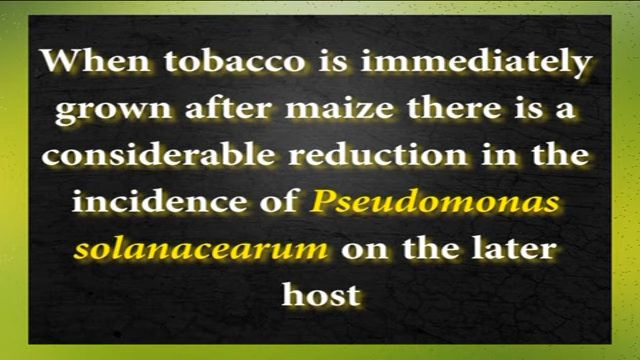 When tobacco is immediately
grown after maize there is a
considerable reduction in the
incidence of Pseudomonas
solanacearum on the later
host